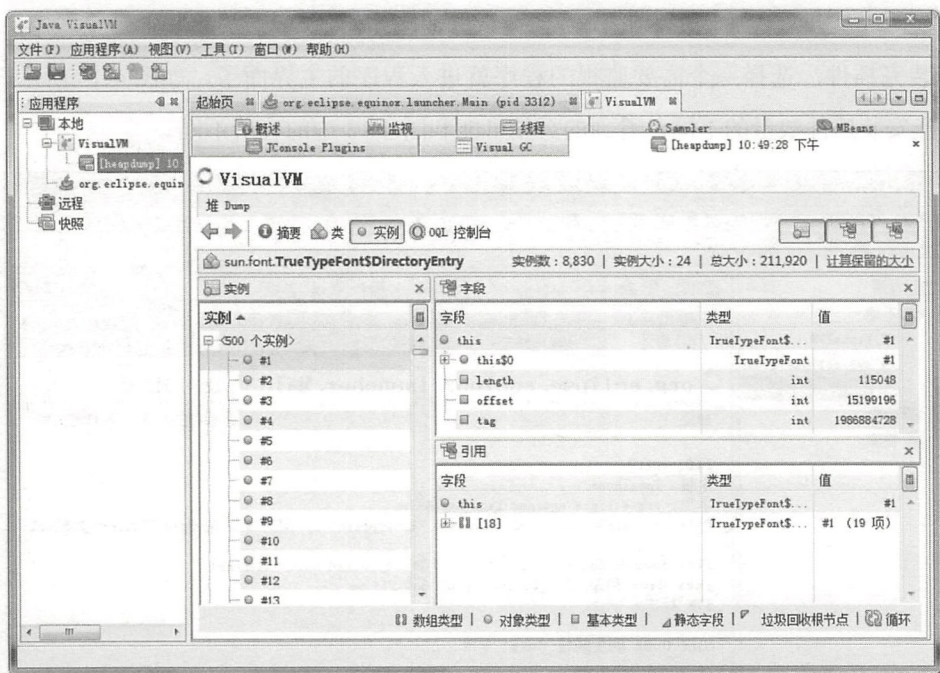 Java VisualVM
文件(F) 应用程序(A) 视图(V) 工具(T) 窗口(W) 帮助(H)
应用程序
本地
VisualVM
[heapdump] 10
org.eclipse.equin
远程
快照
起始页
org.eclipse.equinox.launcher.Main (pid 3312)
VisualVM
概述 监视 线程 Sampler MBeans
JConsole Plugins Visual GC [heapdump] 10:49:28 下午
VisualVM
堆 Dump
摘要 类 实例 OQL 控制台
sun.font.TrueTypeFont$DirectoryEntry 实例数：8,830 | 实例大小：24 | 总大小：211,920 | 计算保留的大小
实例
实例
<500 个实例>
#1
#2
#3
#4
#5
#6
#7
#8
#9
#10
#11
#12
#13
字段
字段 类型 值
this TrueTypeFont$... #1
this$0 TrueTypeFont #1
length int 115048
offset int 15199196
tag int 1986884728
引用
字段 类型 值
this TrueTypeFont$... #1
[18] TrueTypeFont$... #1 (19 项)
数组类型 | 对象类型 | 基本类型 | 静态字段 | 垃圾回收根节点 | 循环